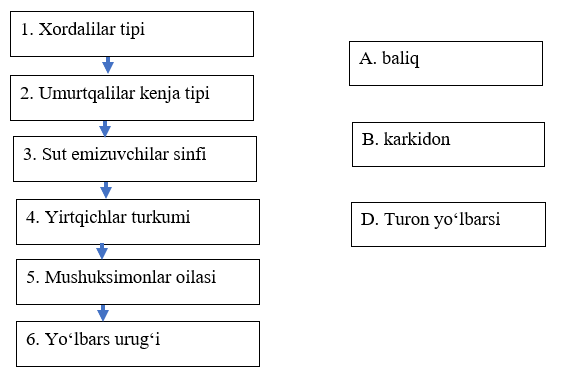 1. Xordalilar tipi
2. Umurtqalilar kenja tipi
3. Sut emizuvchilar sinfi
4. Yirtqichlar turkumi
5. Mushuksimonlar oilasi
6. Yo‘lbars urug‘i
A. baliq
B. karkidon
D. Turon yo‘lbarsi